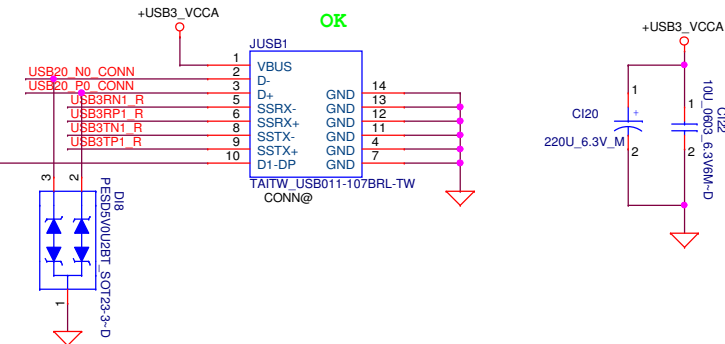 +USB3_VCCA
OK
+USB3_VCCA
JUSB1
USB20_N0_CONN
USB20_P0_CONN
USB3RN1_R
USB3RP1_R
USB3TN1_R
USB3TP1_R
1 VBUS
2 D-
3 D+ GND 14
5 SSRX- GND 13
6 SSRX+ GND 12
8 SSTX- GND 11
9 SSTX+ GND 4
10 D1-DP GND 7
TAITW_USB011-107BRL-TW
CONN@
3 2
1
DI8
PESD5V0U2BT_SOT23-3~D
1
CI20 +
220U_6.3V_M
2
1
CI22
10U_0603_6.3V6M~D
2